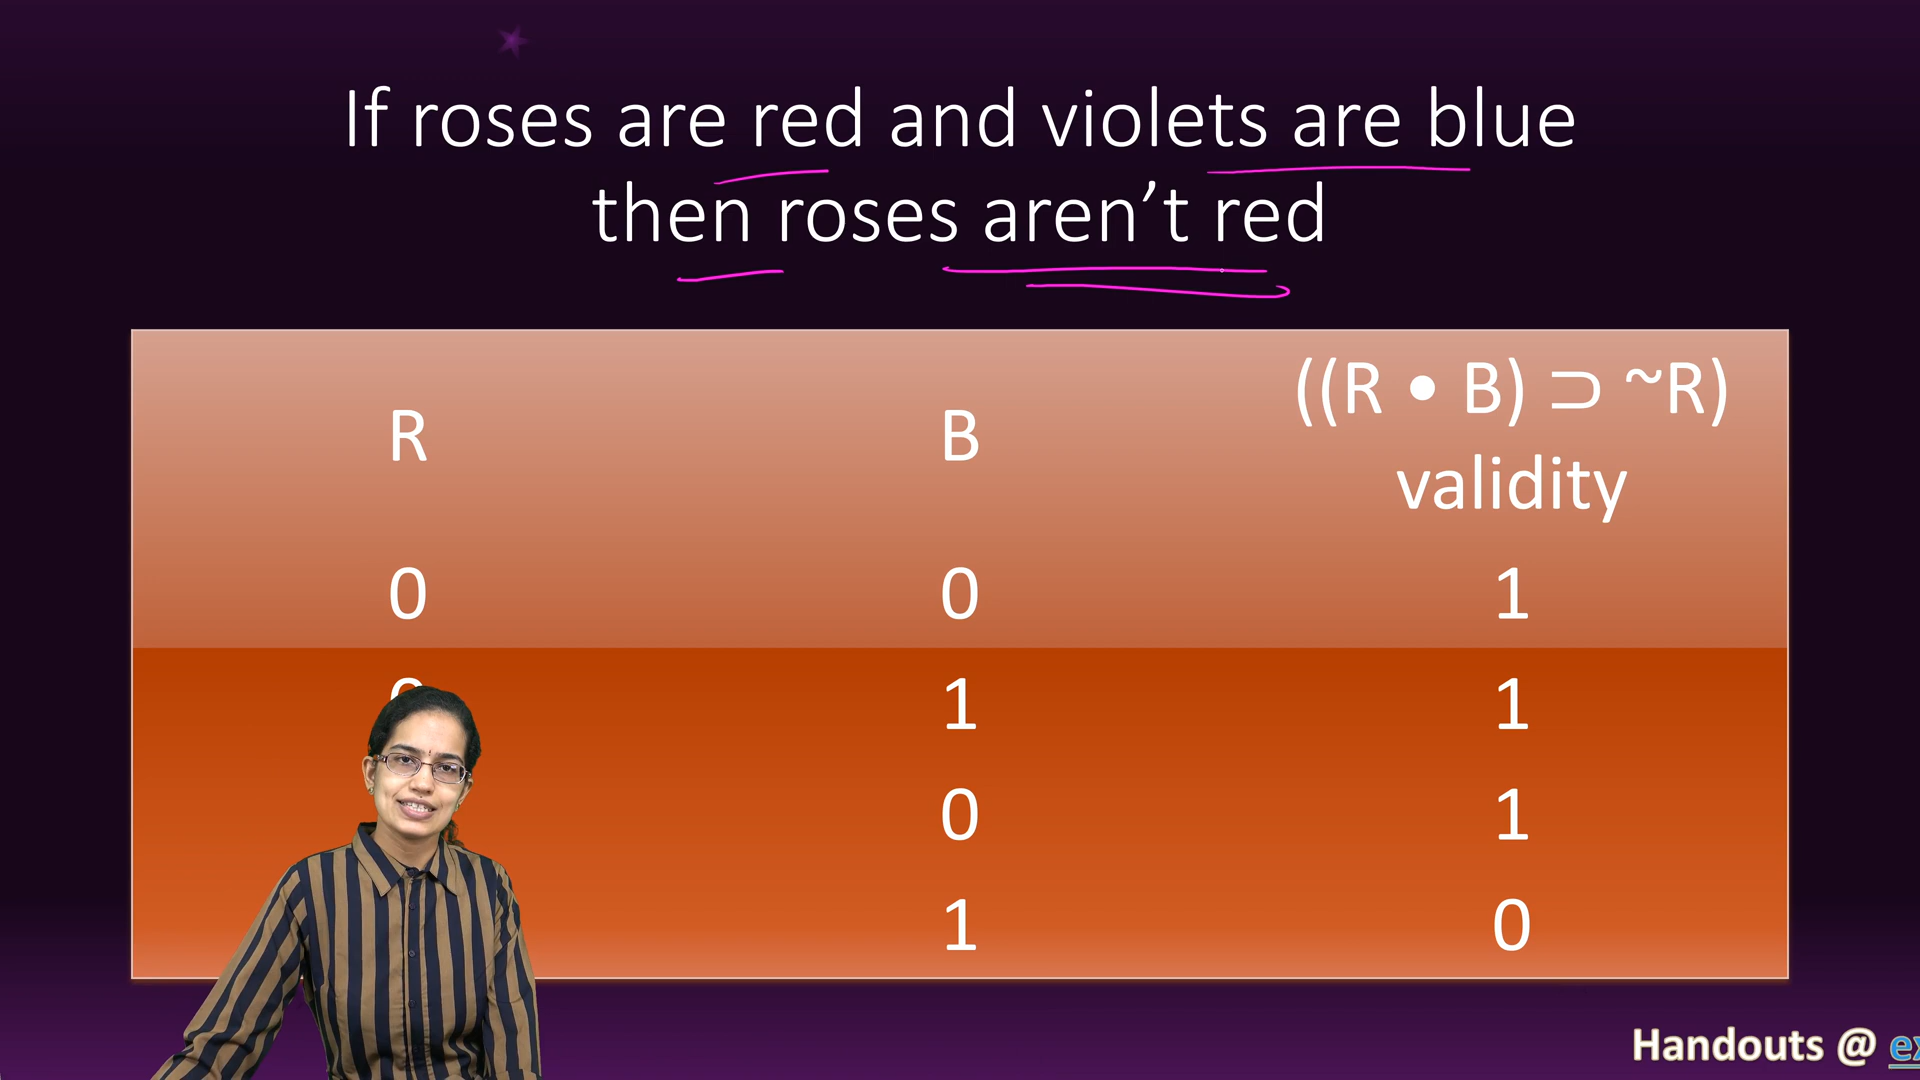 If roses are red and violets are blue
then roses aren’t red
R B ((R • B) ⊃ ~R)
validity
0 0 1
0 1 1
0 1
1 0
Handouts @